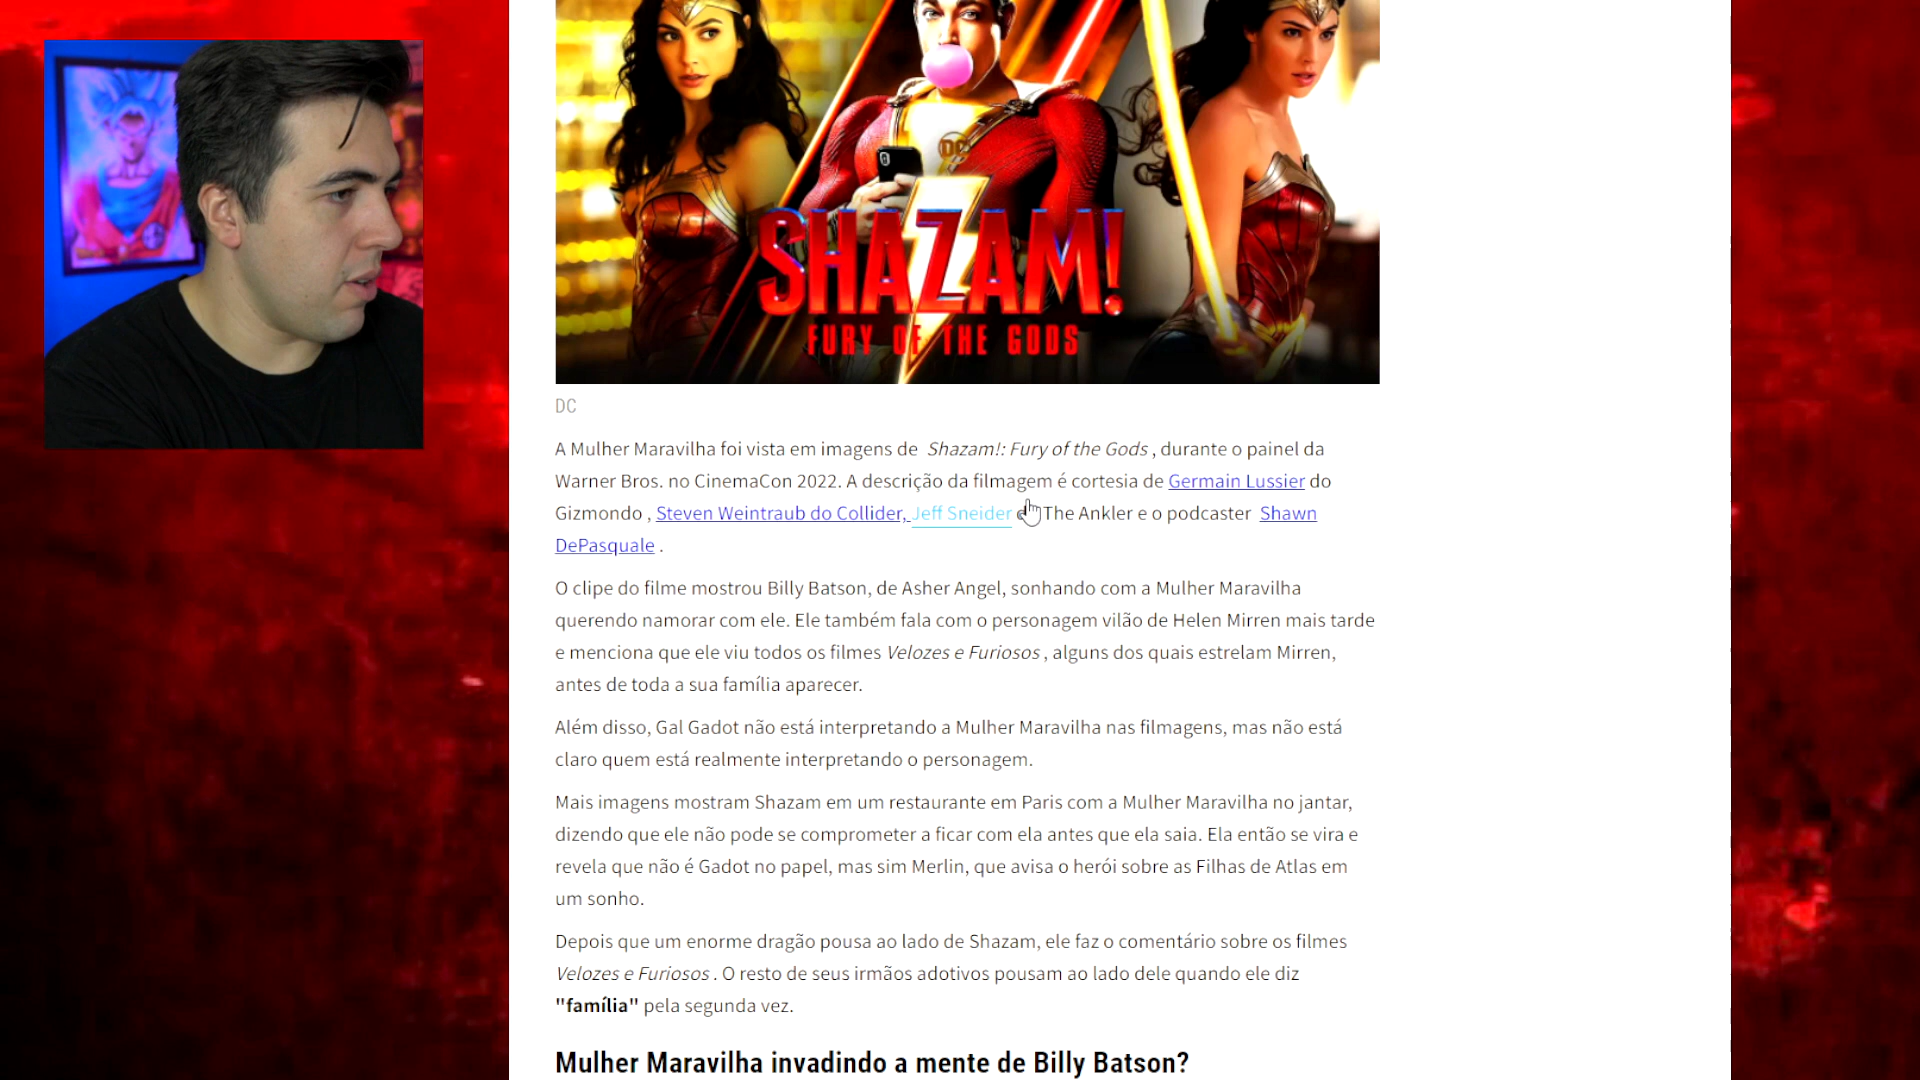 DC
SHAZAM!
FURY OF THE GODS
DC
A Mulher Maravilha foi vista em imagens de Shazam!: Fury of the Gods , durante o painel da
Warner Bros. no CinemaCon 2022. A descrição da filmagem é cortesia de Germain Lussier do
Gizmondo , Steven Weintraub do Collider, Jeff Sneider The Ankler e o podcaster Shawn
DePasquale .
O clipe do filme mostrou Billy Batson, de Asher Angel, sonhando com a Mulher Maravilha
querendo namorar com ele. Ele também fala com o personagem vilão de Helen Mirren mais tarde
e menciona que ele viu todos os filmes Velozes e Furiosos , alguns dos quais estrelam Mirren,
antes de toda a sua família aparecer.
Além disso, Gal Gadot não está interpretando a Mulher Maravilha nas filmagens, mas não está
claro quem está realmente interpretando o personagem.
Mais imagens mostram Shazam em um restaurante em Paris com a Mulher Maravilha no jantar,
dizendo que ele não pode se comprometer a ficar com ela antes que ela saia. Ela então se vira e
revela que não é Gadot no papel, mas sim Merlin, que avisa o herói sobre as Filhas de Atlas em
um sonho.
Depois que um enorme dragão pousa ao lado de Shazam, ele faz o comentário sobre os filmes
Velozes e Furiosos . O resto de seus irmãos adotivos pousam ao lado dele quando ele diz
"família" pela segunda vez.
Mulher Maravilha invadindo a mente de Billy Batson?